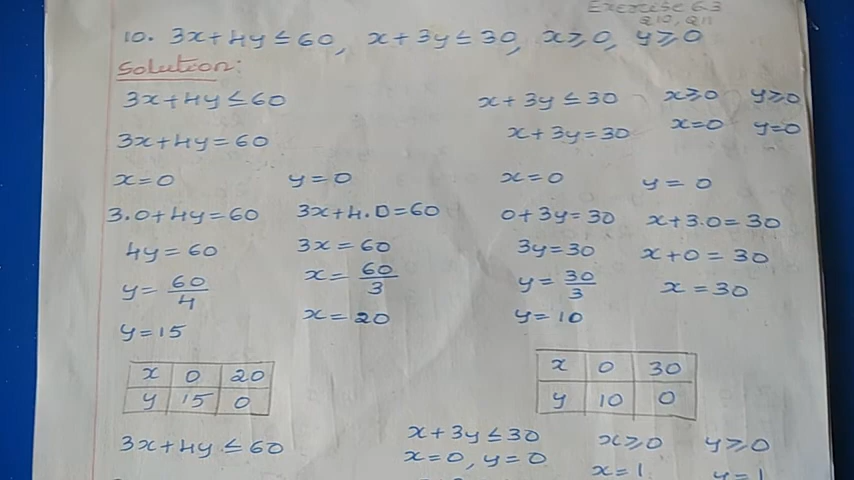 Exercise 6.3
Q10, Q11
10. 3x+4y≤60, x+3y≤30, x≥0, y≥0
Solution:
3x+4y≤60 x+3y≤30 x≥0 y≥0
3x+4y=60 x+3y=30 x=0 y=0
x=0 y=0 x=0 y=0
3.0+4y=60 3x+4.0=60 0+3y=30 x+3.0=30
4y=60 3x=60 3y=30 x+0=30
y=60/4 x=60/3 y=30/3 x=30
y=15 x=20 y=10
x 0 20 x 0 30
y 15 0 y 10 0
3x+4y≤60 x+3y≤30 x≥0 y≥0
x=0, y=0 x=1 y=1